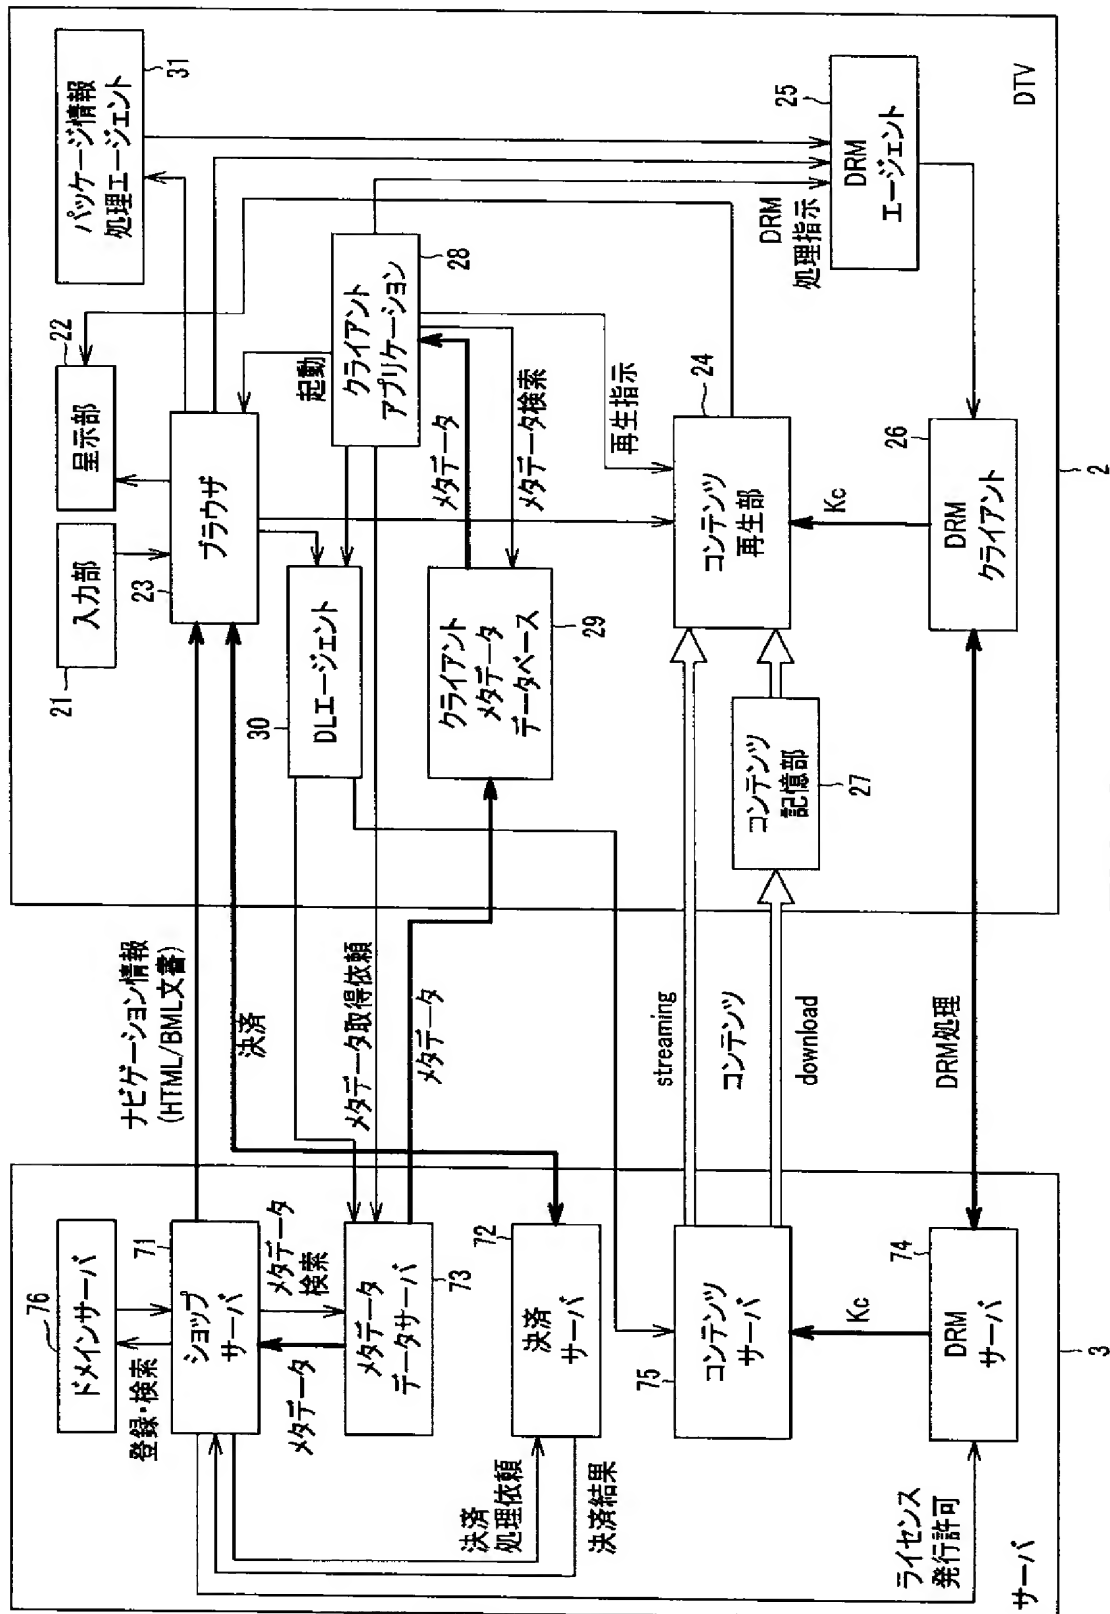 サーバ
3
ドメインサーバ
76
登録・検索
ショップ
サーバ
71
メタデータ
検索
メタデータ
メタデータ
データサーバ
73
決済
処理依頼
決済結果
決済
サーバ
72
コンテンツ
サーバ
75
Kc
DRM
サーバ
74
ライセンス
発行許可
ナビゲーション情報
(HTML/BML文書)
決済
メタデータ取得依頼
メタデータ
streaming
コンテンツ
download
DRM処理
DTV
2
入力部
21
呈示部
22
パッケージ情報
処理エージェント
31
ブラウザ
23
起動
DLエージェント
30
クライアント
アプリケーション
28
メタデータ
メタデータ検索
クライアント
メタデータ
データベース
29
再生指示
コンテンツ
再生部
24
コンテンツ
記憶部
27
Kc
DRM
クライアント
26
DRM
処理指示
DRM
エージェント
25